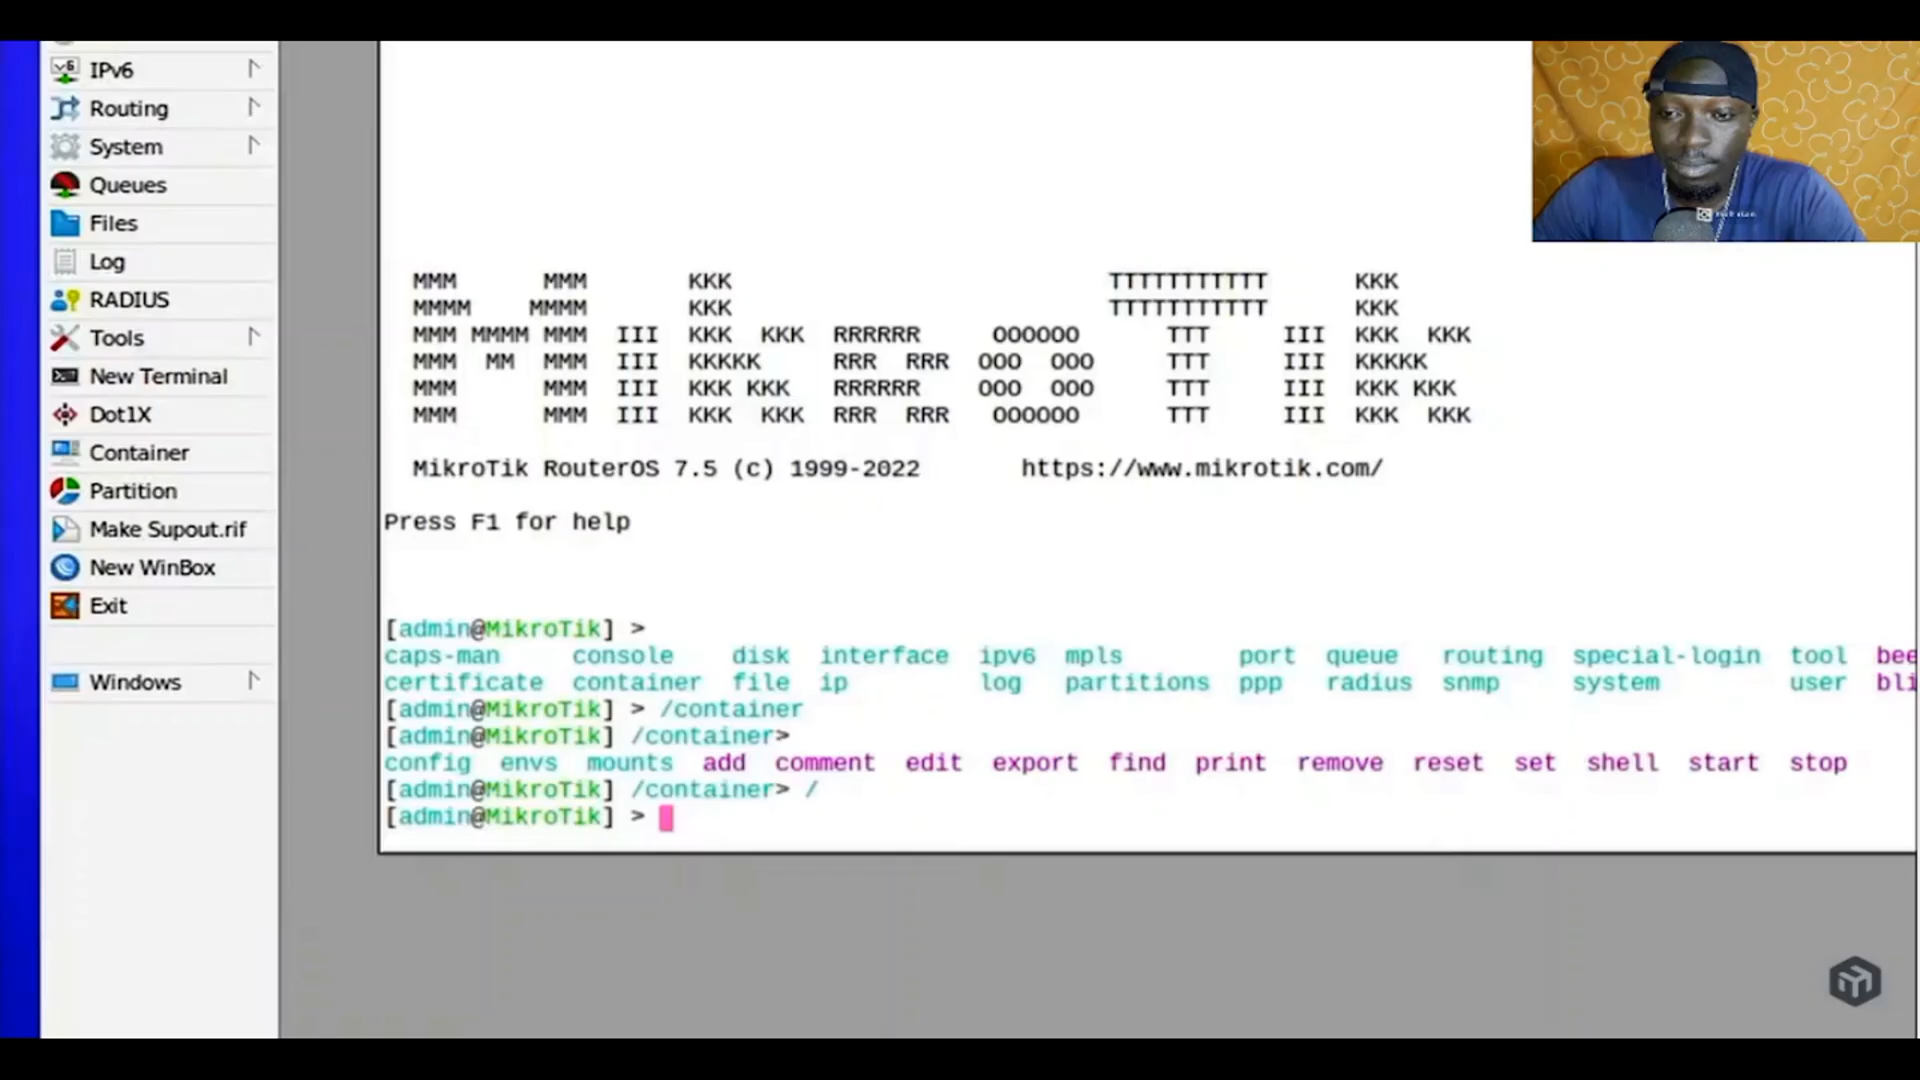 IPv6
Routing
System
Queues
Files
Log
RADIUS
Tools
New Terminal
Dot1X
Container
Partition
Make Supout.rif
New WinBox
Exit
Windows
MMM      MMM       KKK                          TTTTTTTTTTT      KKK
MMMM    MMMM       KKK                          TTTTTTTTTTT      KKK
MMM MMMM MMM  III  KKK  KKK  RRRRRR     OOOOOO      TTT     III  KKK  KKK
MMM  MM  MMM  III  KKKKK     RRR  RRR  OOO  OOO     TTT     III  KKKKK
MMM      MMM  III  KKK KKK   RRRRRR    OOO  OOO     TTT     III  KKK KKK
MMM      MMM  III  KKK  KKK  RRR  RRR   OOOOOO      TTT     III  KKK  KKK
MikroTik RouterOS 7.5 (c) 1999-2022       https://www.mikrotik.com/
Press F1 for help
[admin@MikroTik] >
caps-man console disk interface ipv6 mpls port queue routing special-login tool bee
certificate container file ip log partitions ppp radius snmp system user bli
[admin@MikroTik] > /container
[admin@MikroTik] /container>
config envs mounts add comment edit export find print remove reset set shell start stop
[admin@MikroTik] /container> /
[admin@MikroTik] >